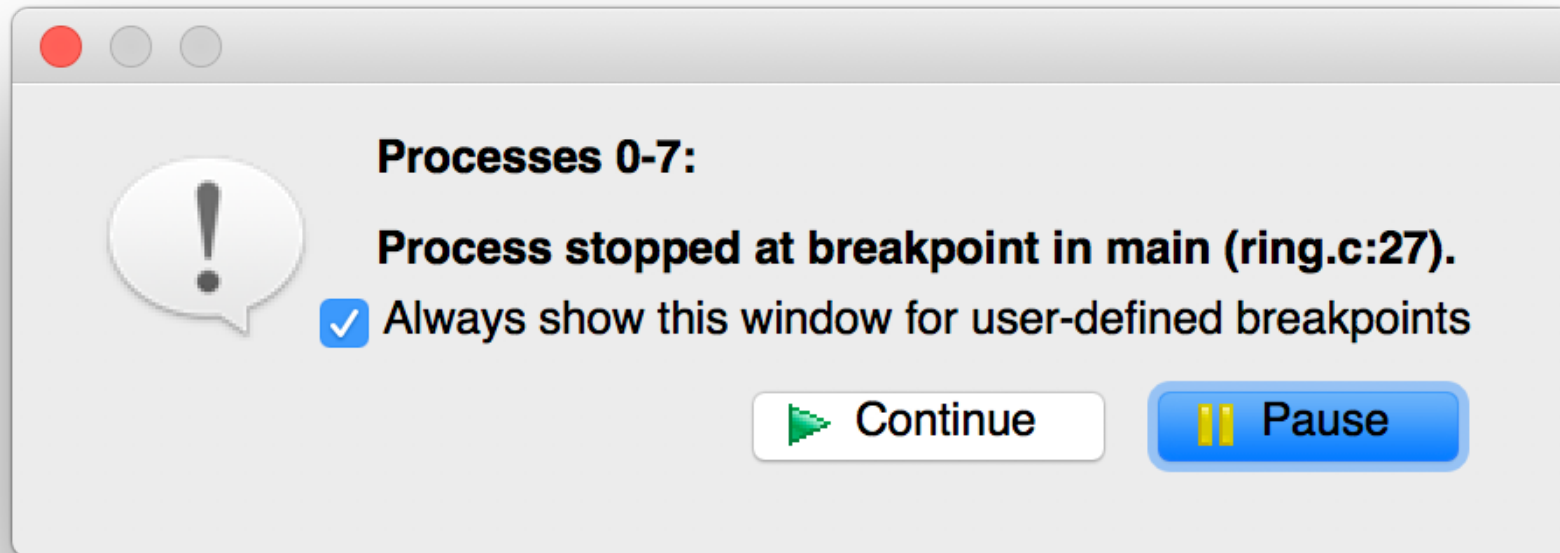 Processes 0-7:
Process stopped at breakpoint in main (ring.c:27).
Always show this window for user-defined breakpoints
Continue
Pause